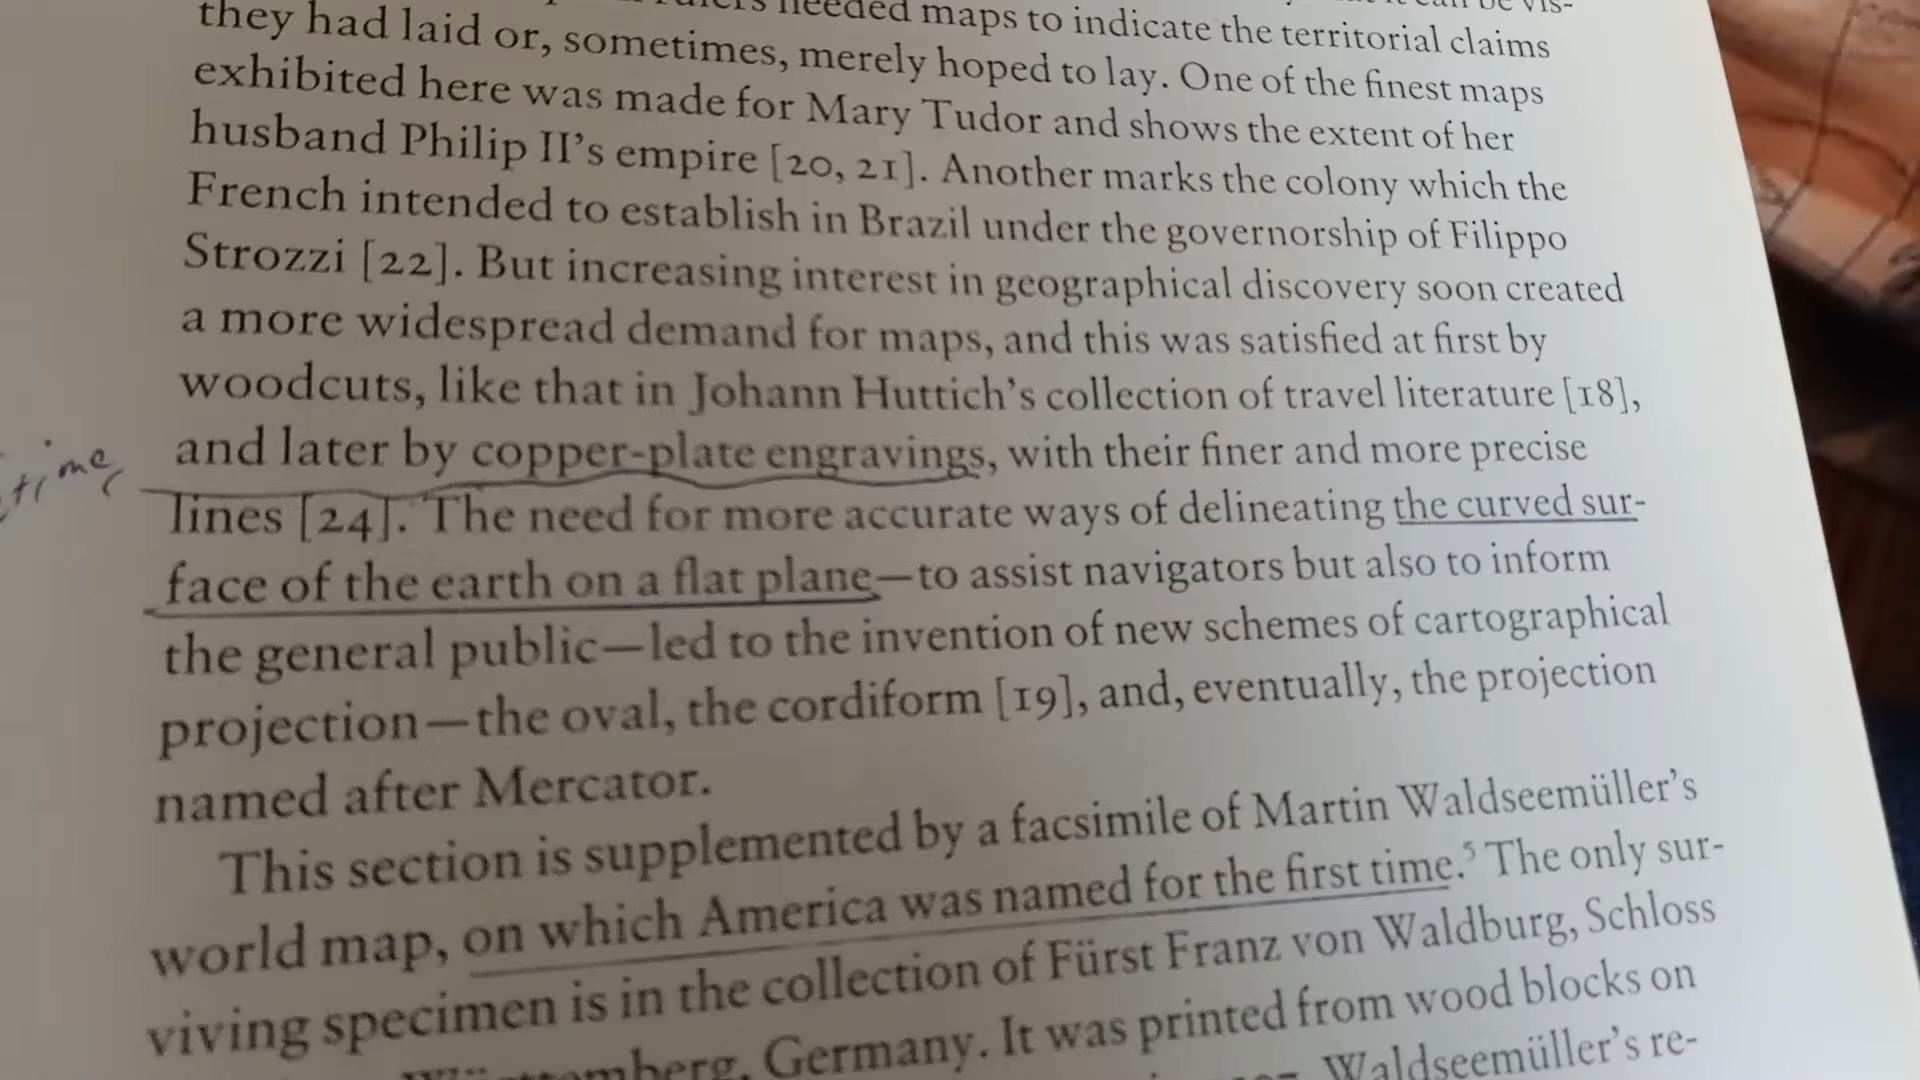 needed maps to indicate the territorial claims
they had laid or, sometimes, merely hoped to lay. One of the finest maps
exhibited here was made for Mary Tudor and shows the extent of her
husband Philip II's empire [20, 21]. Another marks the colony which the
French intended to establish in Brazil under the governorship of Filippo
Strozzi [22]. But increasing interest in geographical discovery soon created
a more widespread demand for maps, and this was satisfied at first by
woodcuts, like that in Johann Huttich's collection of travel literature [18],
and later by copper-plate engravings, with their finer and more precise
time
lines [24]. The need for more accurate ways of delineating the curved sur-
face of the earth on a flat plane—to assist navigators but also to inform
the general public—led to the invention of new schemes of cartographical
projection—the oval, the cordiform [19], and, eventually, the projection
named after Mercator.
This section is supplemented by a facsimile of Martin Waldseemüller's
world map, on which America was named for the first time.⁵ The only sur-
viving specimen is in the collection of Fürst Franz von Waldburg, Schloss
Germany. It was printed from wood blocks on
Waldseemüller's re-